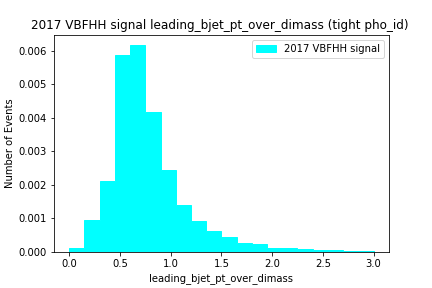 2017 VBFHH signal leading_bjet_pt_over_dimass (tight pho_id)
2017 VBFHH signal
Number of Events
0.006
0.005
0.004
0.003
0.002
0.001
0.000
0.0 0.5 1.0 1.5 2.0 2.5 3.0
leading_bjet_pt_over_dimass